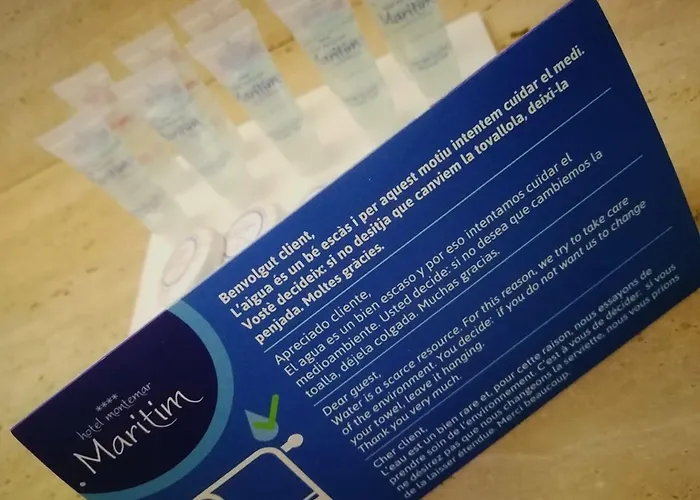 Benvolgut client,
L'aigua és un bé escàs i per aquest motiu intentem cuidar el medi.
Vostè decideix: si no desitja que canviem la tovallola, deixi-la
penjada. Moltes gràcies.
Apreciado cliente,
El agua es un bien escaso y por eso intentamos cuidar el
medioambiente. Usted decide: si no desea que cambiemos la
toalla, déjela colgada. Muchas gracias.
Dear guest,
Water is a scarce resource. For this reason, we try to take care
of the environment. You decide: if you do not want us to change
your towel, leave it hanging.
Thank you very much.
Cher client,
L'eau est un bien rare et pour cette raison, nous essayons de
prendre soin de l'environnement. C'est à vous de décider: si vous
ne désirez pas que nous changeons la serviette, nous vous prions
de la laisser étendue. Merci beaucoup.
****
hotel montemar
Maritim
Maritim
Maritim
Maritim
Maritim